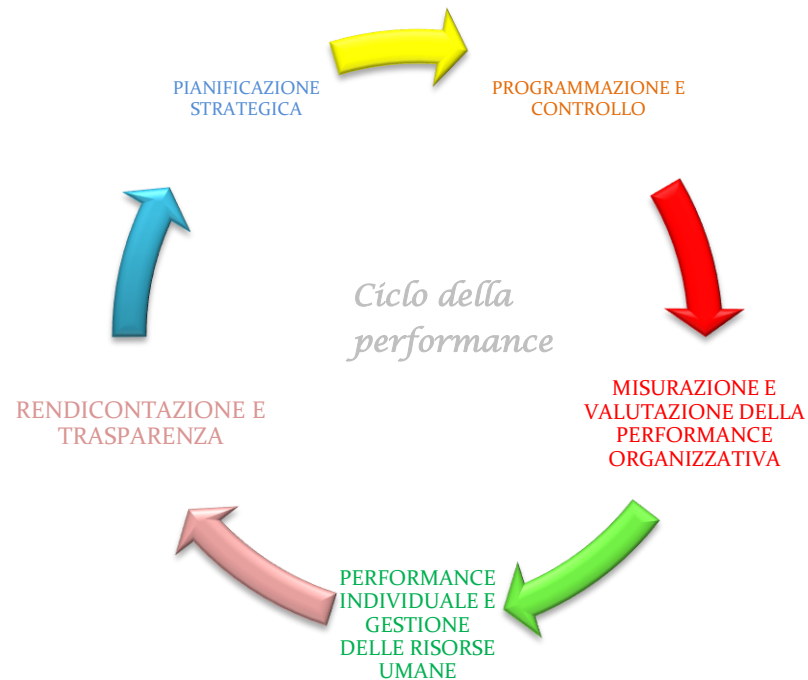 PIANIFICAZIONE
STRATEGICA
PROGRAMMAZIONE E
CONTROLLO
Ciclo della
performance
MISURAZIONE E
VALUTAZIONE DELLA
PERFORMANCE
ORGANIZZATIVA
RENDICONTAZIONE E
TRASPARENZA
PERFORMANCE
INDIVIDUALE E
GESTIONE
DELLE RISORSE
UMANE